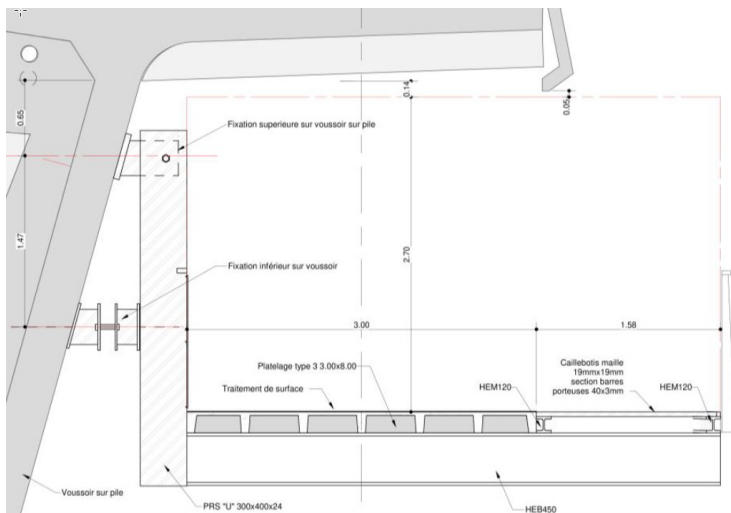 0.14
0.05
0.65
Fixation superieure sur voussoir sur pile
1.47
2.70
Fixation inférieur sur voussoir
3.00
1.58
Platelage type 3 3.00x8.00
Caillebotis maille
19mmx19mm
section barres
porteuses 40x3mm
HEM120
HEM120
Traitement de surface
Voussoir sur pile
PRS "U" 300x400x24
HEB450